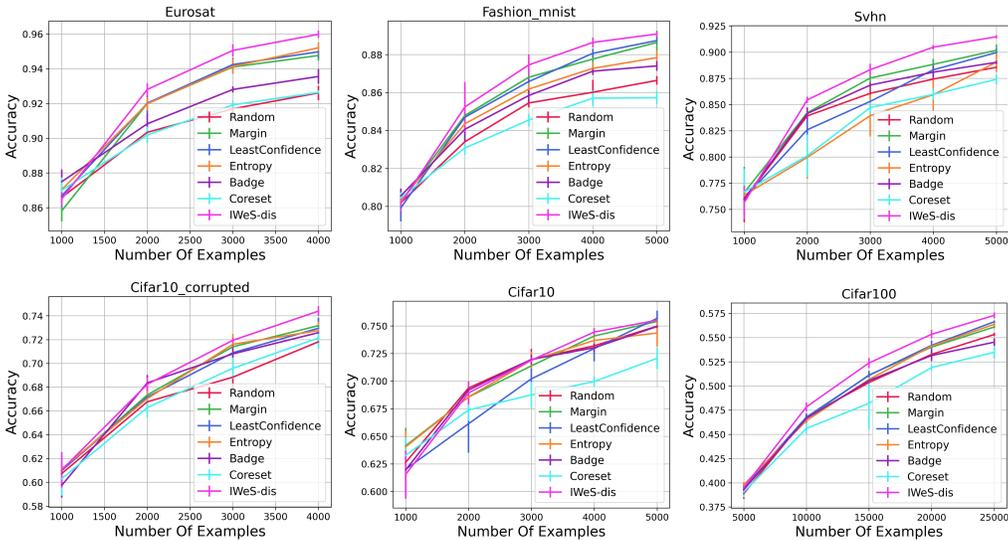 Eurosat
0.96
0.94
0.92
0.90
0.88
0.86
Accuracy
Random
Margin
LeastConfidence
Entropy
Badge
Coreset
IWeS-dis
1000 1500 2000 2500 3000 3500 4000
Number Of Examples
Fashion_mnist
0.88
0.86
0.84
0.82
0.80
Accuracy
Random
Margin
LeastConfidence
Entropy
Badge
Coreset
IWeS-dis
1000 2000 3000 4000 5000
Number Of Examples
Svhn
0.925
0.900
0.875
0.850
0.825
0.800
0.775
0.750
Accuracy
Random
Margin
LeastConfidence
Entropy
Badge
Coreset
IWeS-dis
1000 2000 3000 4000 5000
Number Of Examples
Cifar10_corrupted
0.74
0.72
0.70
0.68
0.66
0.64
0.62
0.60
0.58
Accuracy
Random
Margin
LeastConfidence
Entropy
Badge
Coreset
IWeS-dis
1000 1500 2000 2500 3000 3500 4000
Number Of Examples
Cifar10
0.750
0.725
0.700
0.675
0.650
0.625
0.600
Accuracy
Random
Margin
LeastConfidence
Entropy
Badge
Coreset
IWeS-dis
1000 2000 3000 4000 5000
Number Of Examples
Cifar100
0.575
0.550
0.525
0.500
0.475
0.450
0.425
0.400
0.375
Accuracy
Random
Margin
LeastConfidence
Entropy
Badge
Coreset
IWeS-dis
5000 10000 15000 20000 25000
Number Of Examples